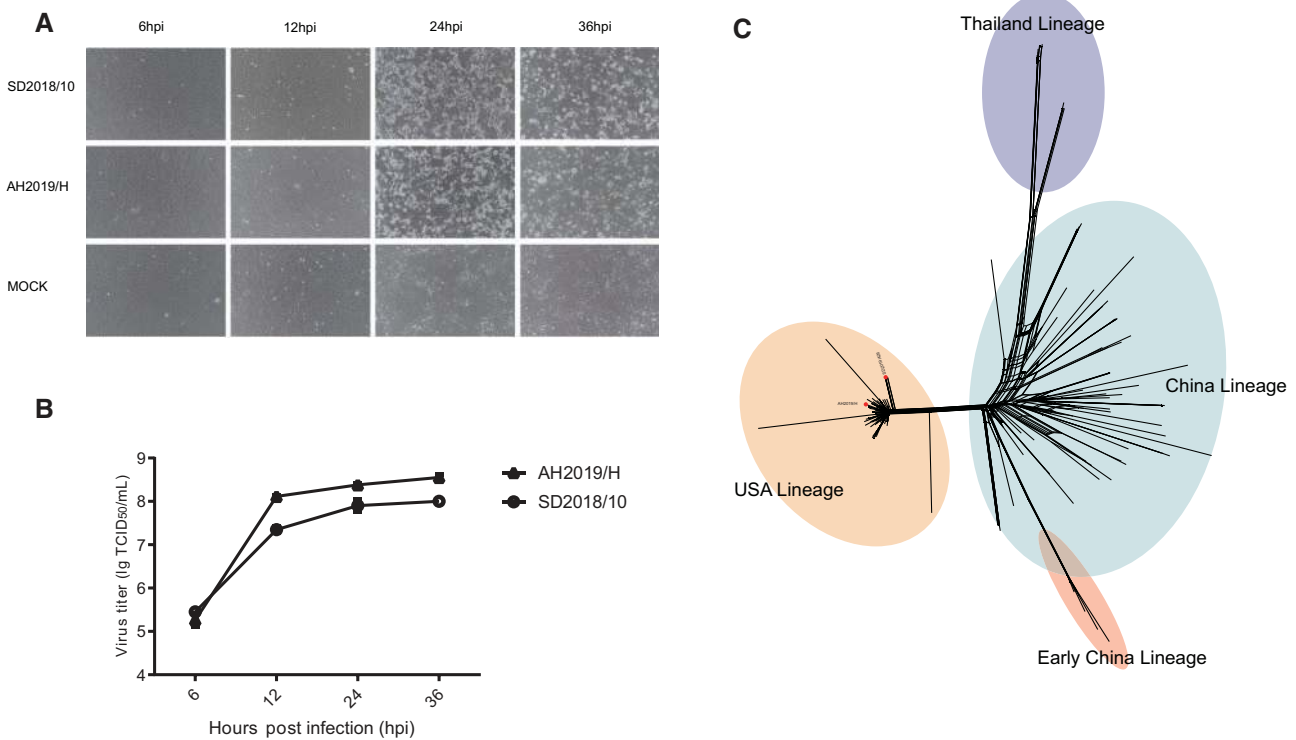 A
6hpi 12hpi 24hpi 36hpi
SD2018/10
AH2019/H
MOCK
B
9
8
7
6
5
4
Virus titer (lg TCID50/mL)
6 12 24 36
Hours post infection (hpi)
AH2019/H
SD2018/10
C
Thailand Lineage
China Lineage
USA Lineage
AH2019/H
Early China Lineage